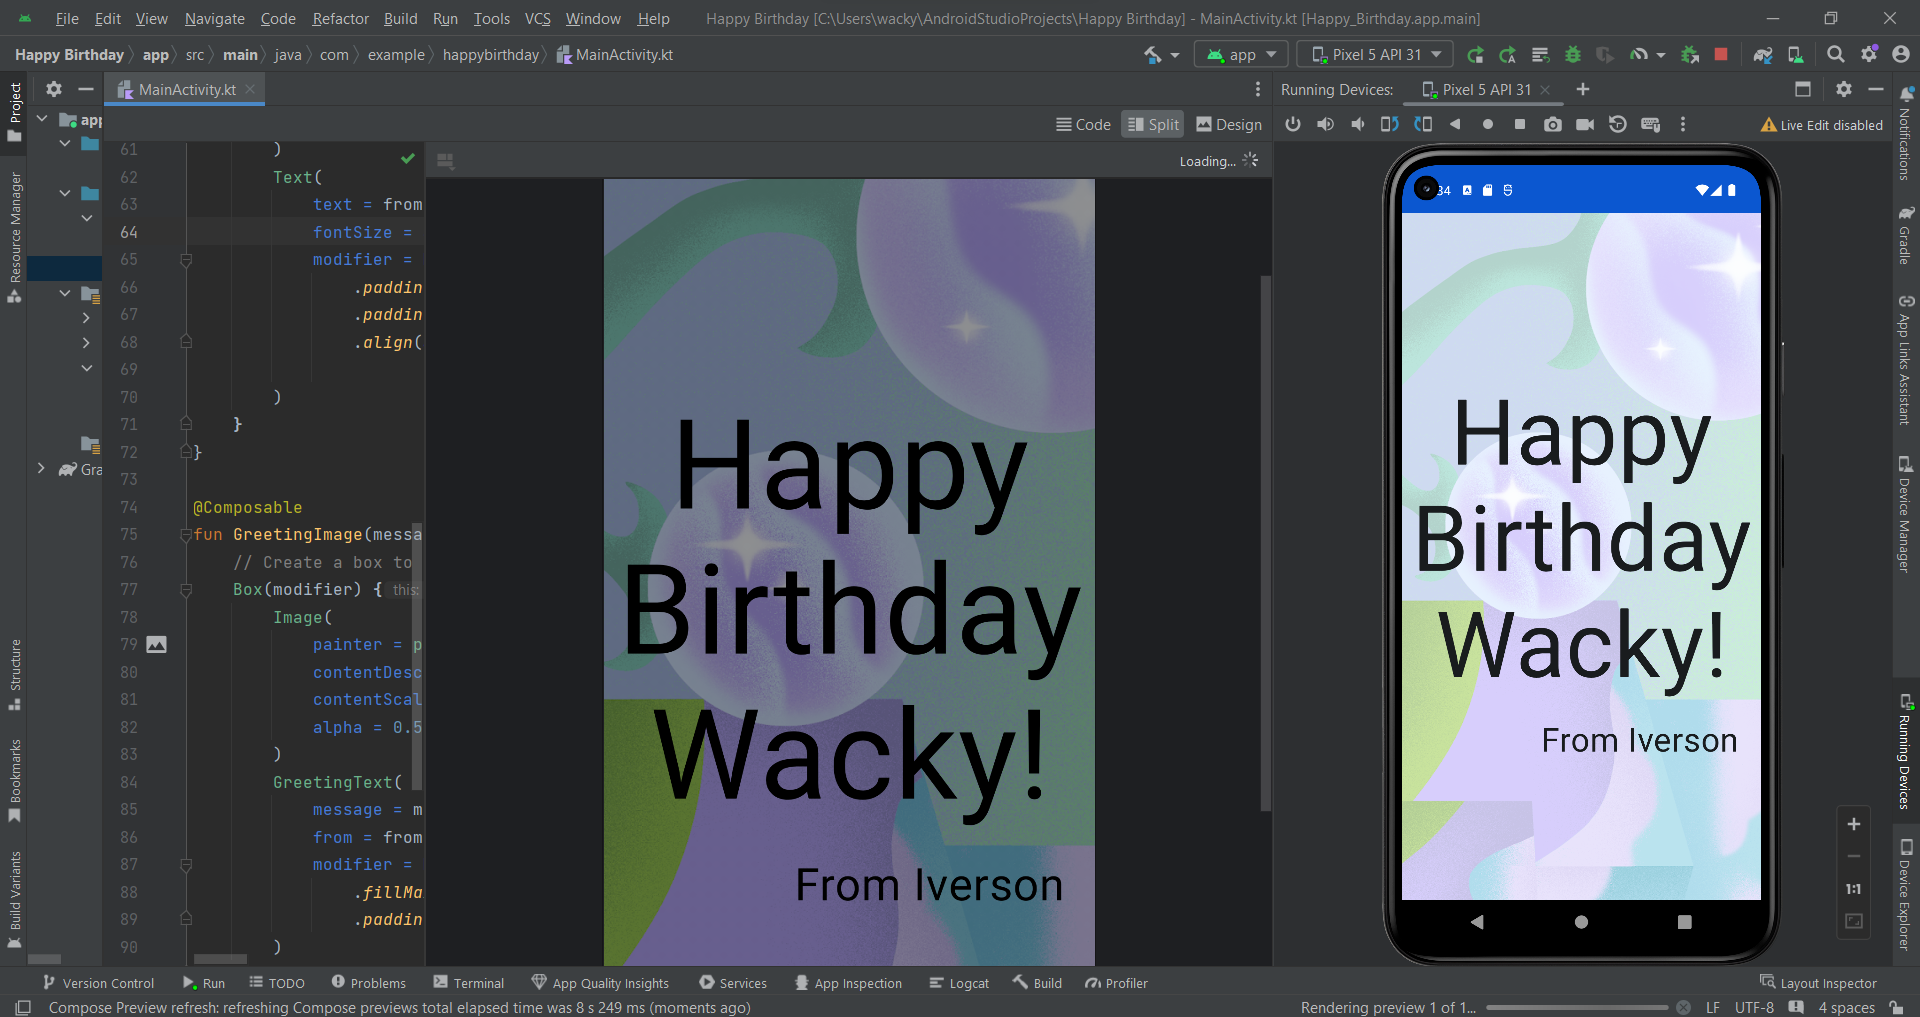 File Edit View Navigate Code Refactor Build Run Tools VCS Window Help Happy Birthday [C:\Users\wacky\AndroidStudioProjects\Happy Birthday] - MainActivity.kt [Happy_Birthday.app.main]
Happy Birthday app src main java com example happybirthday MainActivity.kt app Pixel 5 API 31
MainActivity.kt
Running Devices: Pixel 5 API 31
Code Split Design
Live Edit disabled
Loading...
Project
Resource Manager
Structure
Bookmarks
Build Variants
app
Gra
61 )
62 Text(
63 text = from
64 fontSize =
65 modifier =
66 .paddin
67 .paddin
68 .align(
69
70 )
71 }
72 }
73
74 @Composable
75 fun GreetingImage(messa
76 // Create a box to
77 Box(modifier) { this:
78 Image(
79 painter = p
80 contentDesc
81 contentScal
82 alpha = 0.5
83 )
84 GreetingText(
85 message = m
86 from = from
87 modifier =
88 .fillMa
89 .paddin
90 )
Happy
Birthday
Wacky!
From Iverson
34
Happy
Birthday
Wacky!
From Iverson
1:1
Notifications
Gradle
App Links Assistant
Device Manager
Running Devices
Device Explorer
Version Control Run TODO Problems Terminal App Quality Insights Services App Inspection Logcat Build Profiler Layout Inspector
Compose Preview refresh: refreshing Compose previews total elapsed time was 8 s 249 ms (moments ago) Rendering preview 1 of 1... LF UTF-8 4 spaces